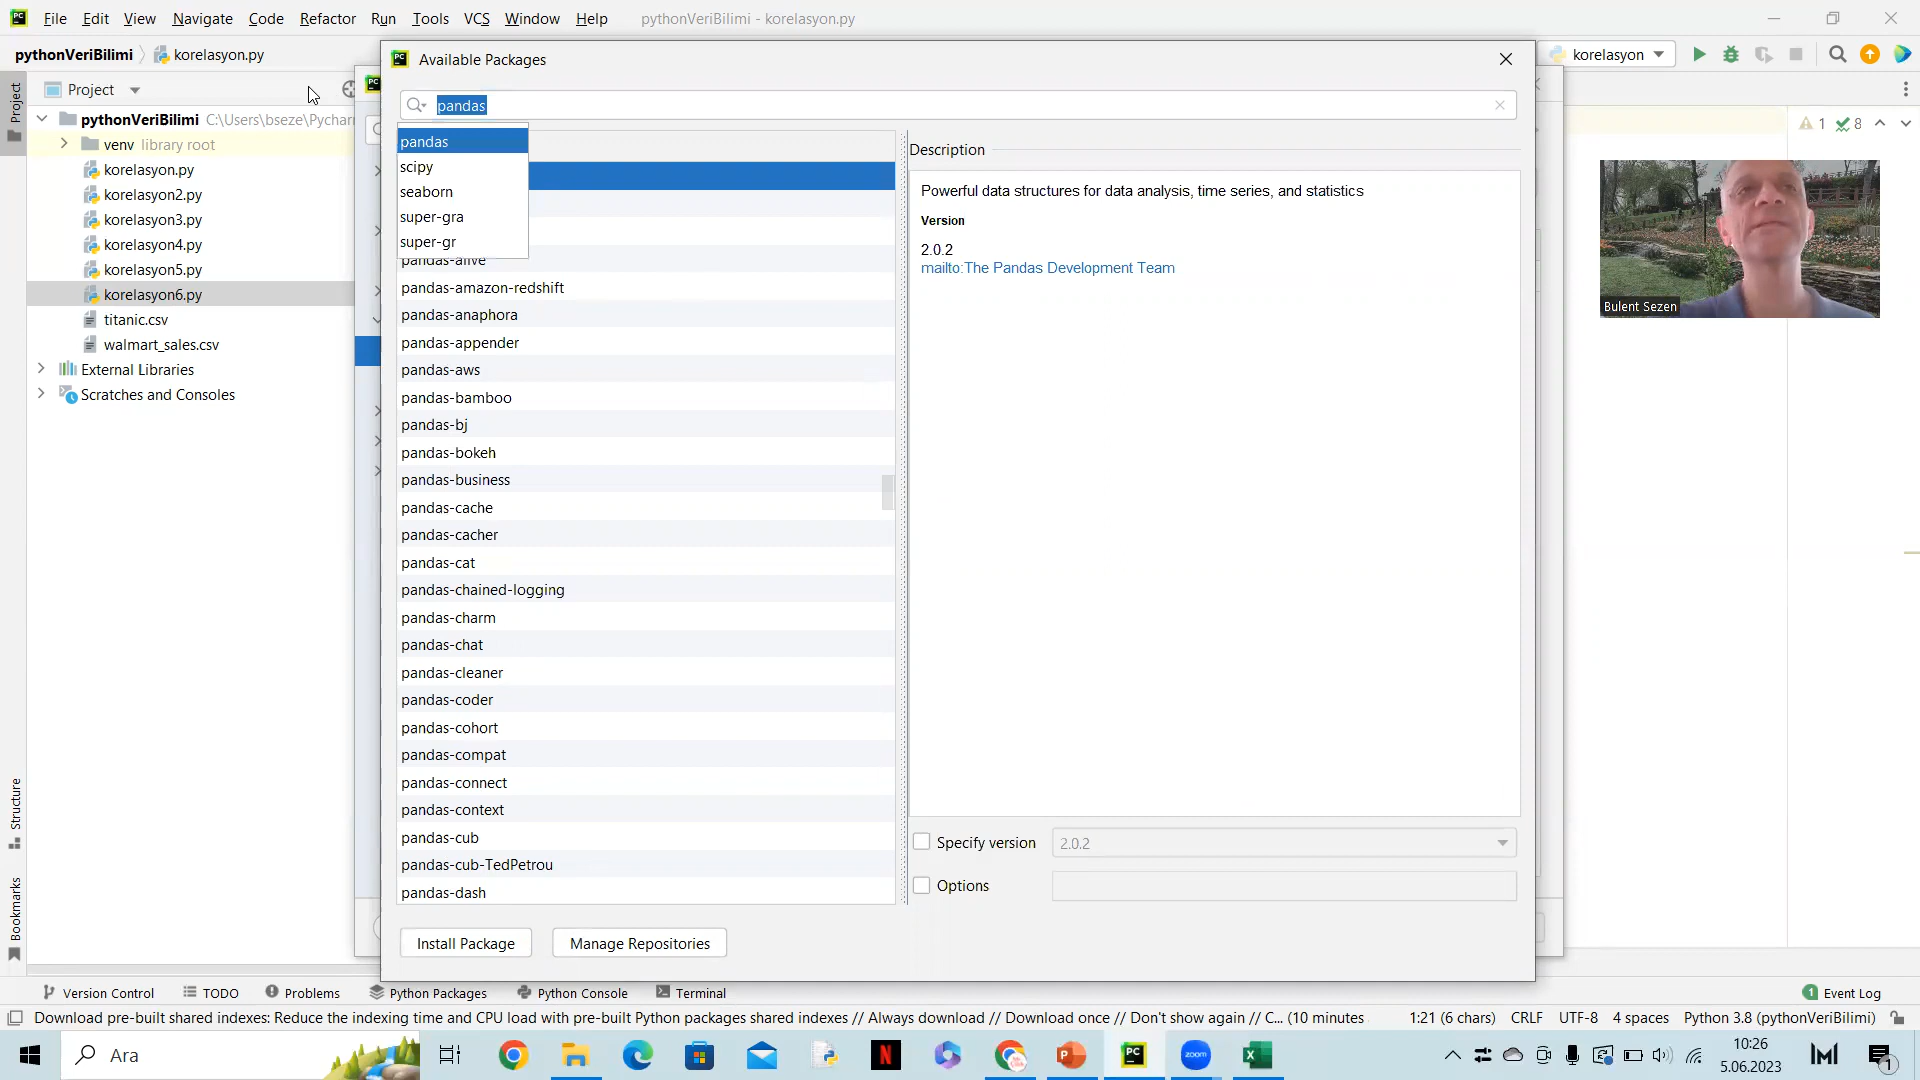 File Edit View Navigate Code Refactor Run Tools VCS Window Help pythonVeriBilimi - korelasyon.py
pythonVeriBilimi korelasyon.py
korelasyon
Project
Project
pythonVeriBilimi C:\Users\bseze\Pychar
venv library root
korelasyon.py
korelasyon2.py
korelasyon3.py
korelasyon4.py
korelasyon5.py
korelasyon6.py
titanic.csv
walmart_sales.csv
External Libraries
Scratches and Consoles
Structure
Bookmarks
Available Packages
pandas
pandas
scipy
seaborn
super-gra
super-gr
pandas-alive
pandas-amazon-redshift
pandas-anaphora
pandas-appender
pandas-aws
pandas-bamboo
pandas-bj
pandas-bokeh
pandas-business
pandas-cache
pandas-cacher
pandas-cat
pandas-chained-logging
pandas-charm
pandas-chat
pandas-cleaner
pandas-coder
pandas-cohort
pandas-compat
pandas-connect
pandas-context
pandas-cub
pandas-cub-TedPetrou
pandas-dash
Description
Powerful data structures for data analysis, time series, and statistics
Version
2.0.2
mailto:The Pandas Development Team
Specify version 2.0.2
Options
Install Package Manage Repositories
1 8
Bulent Sezen
Version Control TODO Problems Python Packages Python Console Terminal 1 Event Log
Download pre-built shared indexes: Reduce the indexing time and CPU load with pre-built Python packages shared indexes // Always download // Download once // Don't show again // C... (10 minutes 1:21 (6 chars) CRLF UTF-8 4 spaces Python 3.8 (pythonVeriBilimi)
Ara
zoom
10:26
5.06.2023
1